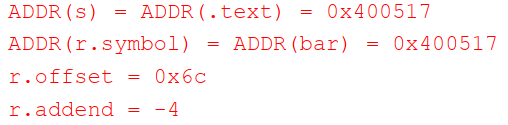 ADDR(s) = ADDR(.text) = 0x400517
ADDR(r.symbol) = ADDR(bar) = 0x400517
r.offset = 0x6c
r.addend = -4